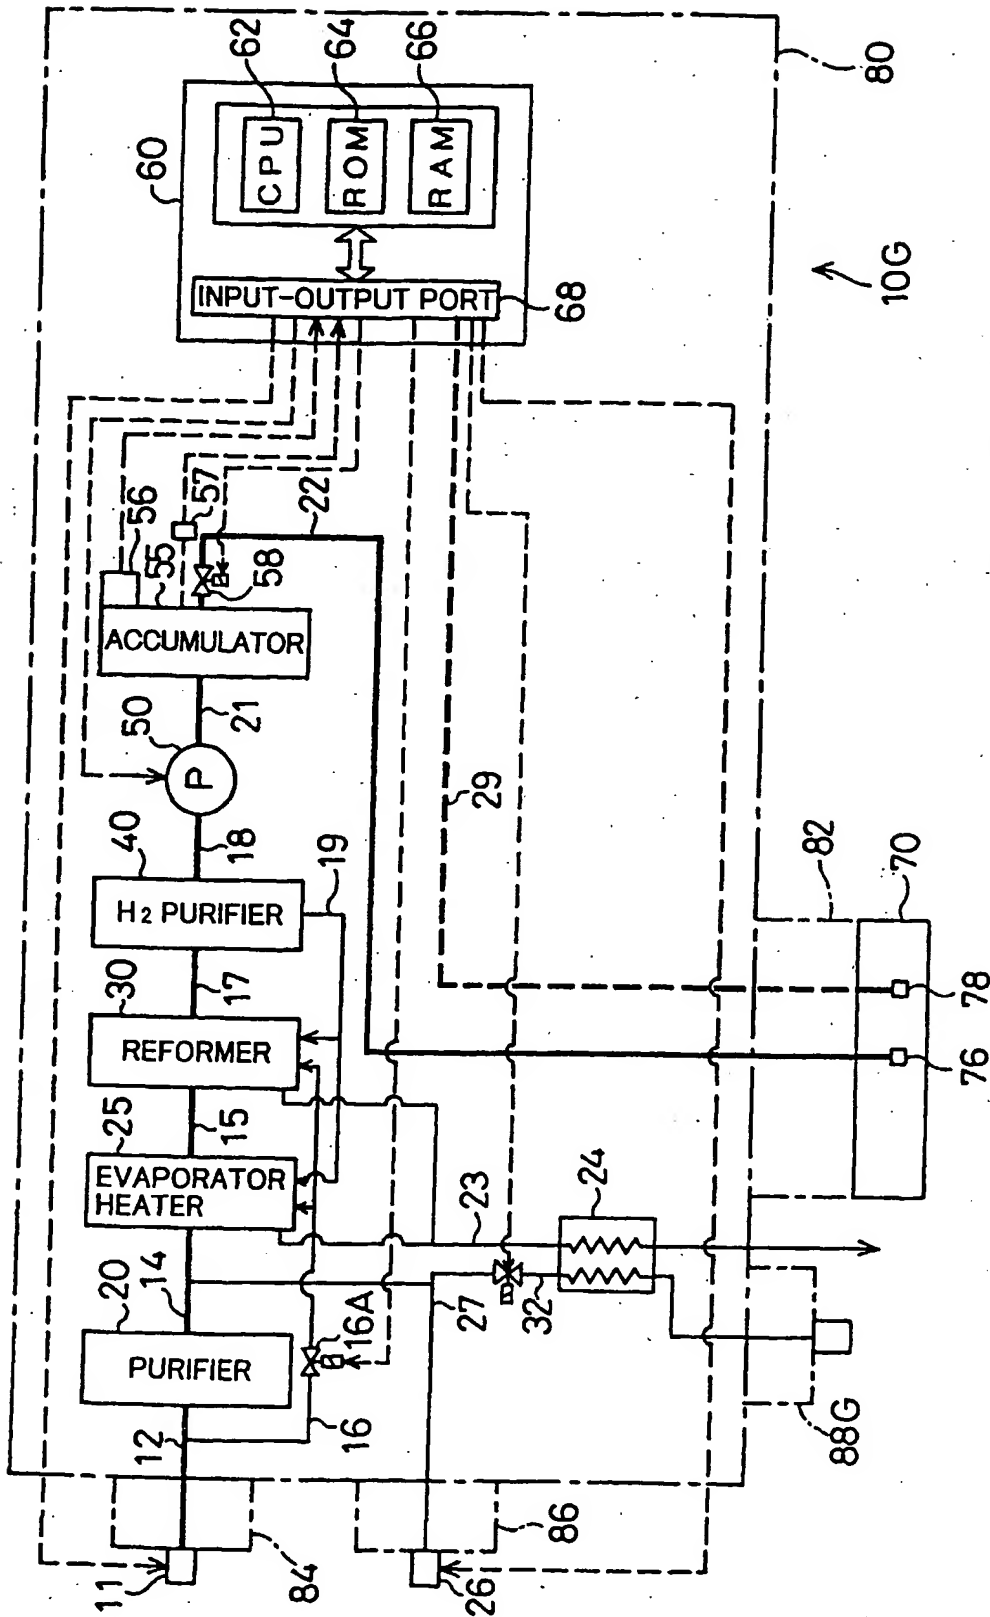 80
60
62
CPU
64
ROM
66
RAM
INPUT-OUTPUT PORT
68
10G
56
57
55
58
22
ACCUMULATOR
21
50
P
18
40
H2 PURIFIER
19
17
30
REFORMER
15
25
EVAPORATOR
HEATER
14
20
PURIFIER
12
16A
16
29
23
24
27
32
82
70
78
76
88G
11
84
86
26